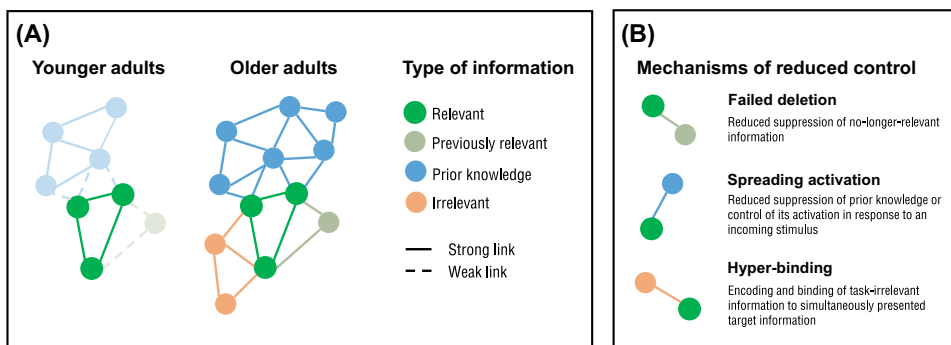 (A)
Younger adults
Older adults
Type of information
Relevant
Previously relevant
Prior knowledge
Irrelevant
Strong link
Weak link
(B)
Mechanisms of reduced control
Failed deletion
Reduced suppression of no-longer-relevant
information
Spreading activation
Reduced suppression of prior knowledge or
control of its activation in response to an
incoming stimulus
Hyper-binding
Encoding and binding of task-irrelevant
information to simultaneously presented
target information